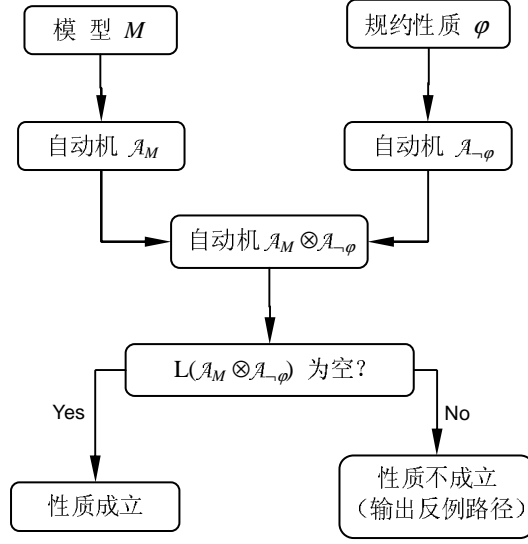 模 型 M
规约性质 φ
自动机 𝒜M
自动机 𝒜¬φ
自动机 𝒜M ⊗ 𝒜¬φ
L(𝒜M ⊗ 𝒜¬φ) 为空?
Yes
No
性质成立
性质不成立
（输出反例路径）